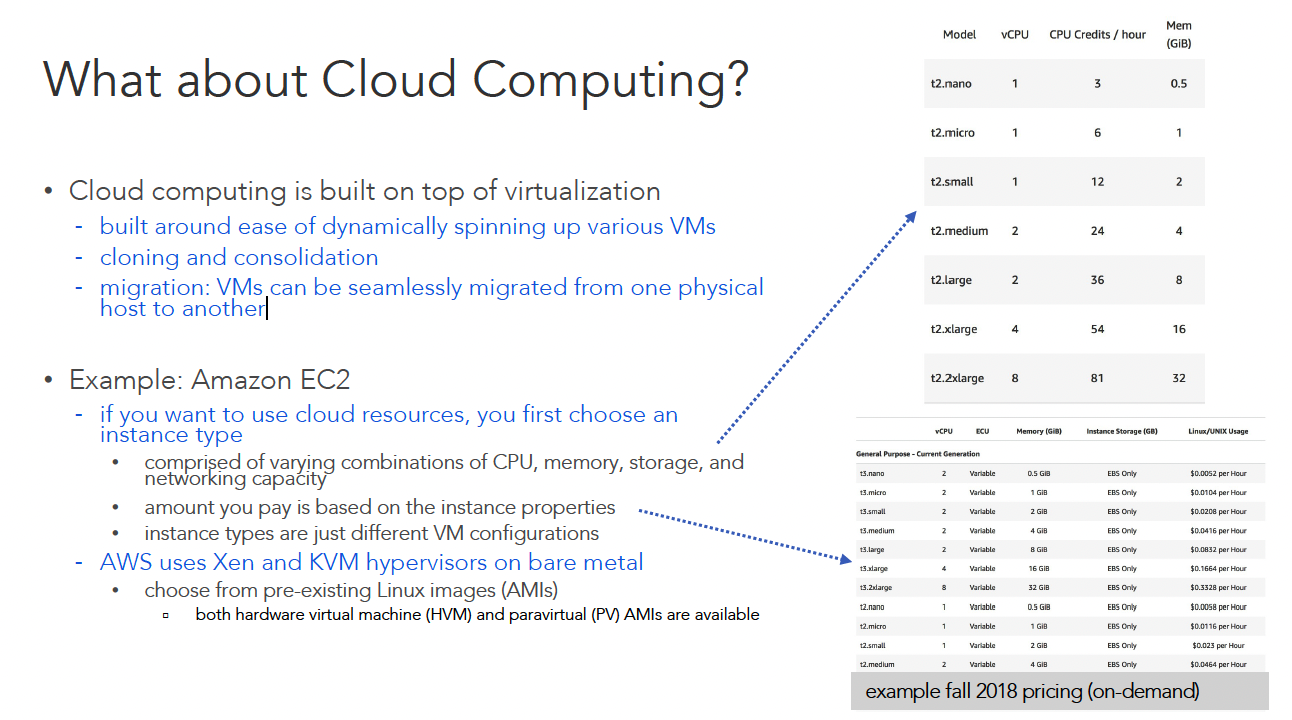 What about Cloud Computing?
• Cloud computing is built on top of virtualization
- built around ease of dynamically spinning up various VMs
- cloning and consolidation
- migration: VMs can be seamlessly migrated from one physical
host to another
• Example: Amazon EC2
- if you want to use cloud resources, you first choose an
instance type
• comprised of varying combinations of CPU, memory, storage, and
networking capacity
• amount you pay is based on the instance properties
• instance types are just different VM configurations
- AWS uses Xen and KVM hypervisors on bare metal
• choose from pre-existing Linux images (AMIs)
▫ both hardware virtual machine (HVM) and paravirtual (PV) AMIs are available
Model vCPU CPU Credits / hour Mem
(GiB)
t2.nano 1 3 0.5
t2.micro 1 6 1
t2.small 1 12 2
t2.medium 2 24 4
t2.large 2 36 8
t2.xlarge 4 54 16
t2.2xlarge 8 81 32
vCPU ECU Memory (GiB) Instance Storage (GB) Linux/UNIX Usage
General Purpose - Current Generation
t3.nano 2 Variable 0.5 GiB EBS Only $0.0052 per Hour
t3.micro 2 Variable 1 GiB EBS Only $0.0104 per Hour
t3.small 2 Variable 2 GiB EBS Only $0.0208 per Hour
t3.medium 2 Variable 4 GiB EBS Only $0.0416 per Hour
t3.large 2 Variable 8 GiB EBS Only $0.0832 per Hour
t3.xlarge 4 Variable 16 GiB EBS Only $0.1664 per Hour
t3.2xlarge 8 Variable 32 GiB EBS Only $0.3328 per Hour
t2.nano 1 Variable 0.5 GiB EBS Only $0.0058 per Hour
t2.micro 1 Variable 1 GiB EBS Only $0.0116 per Hour
t2.small 1 Variable 2 GiB EBS Only $0.023 per Hour
t2.medium 2 Variable 4 GiB EBS Only $0.0464 per Hour
example fall 2018 pricing (on-demand)